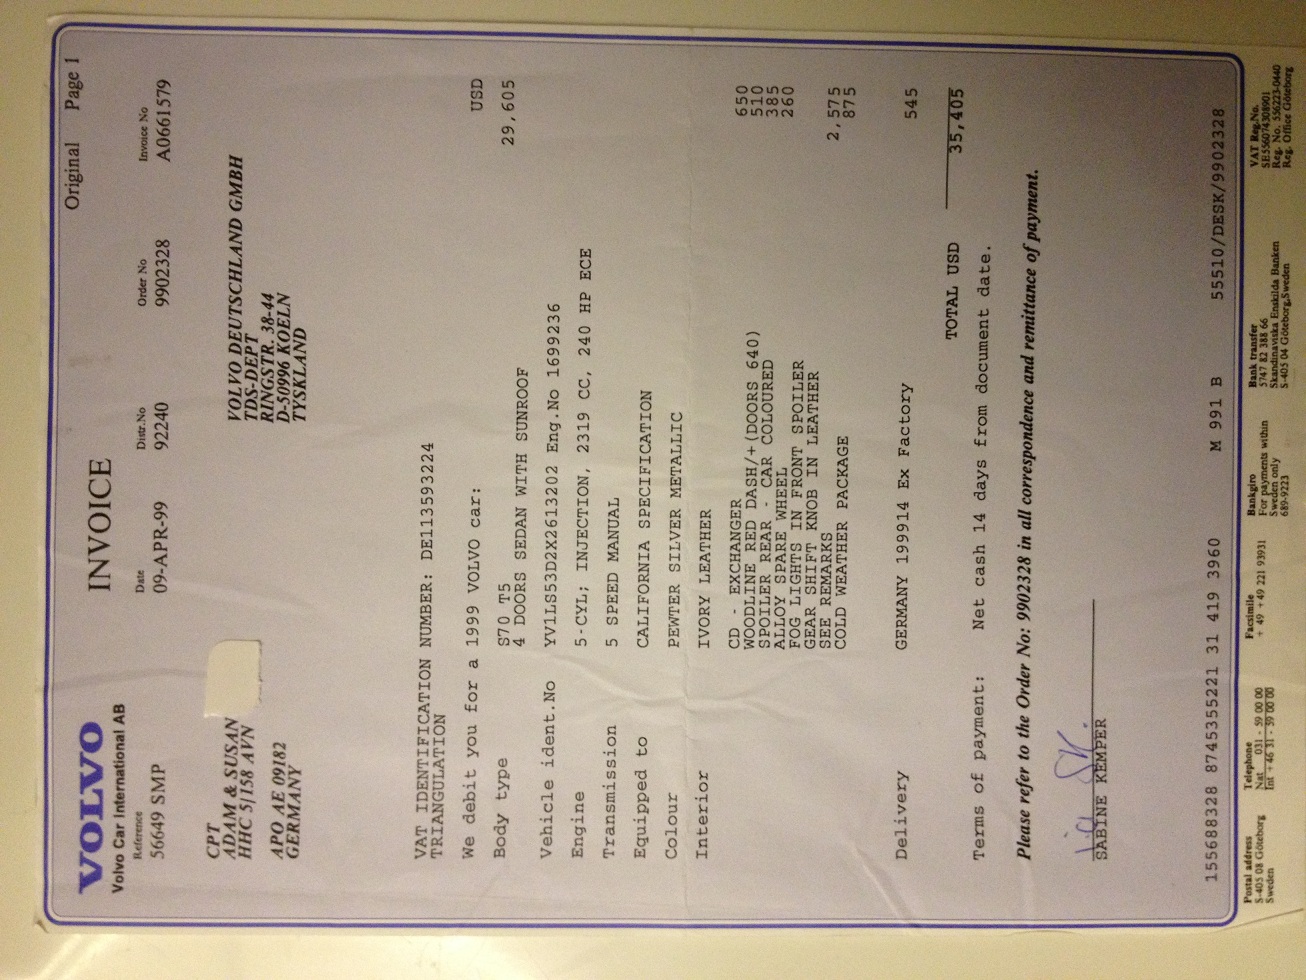 VOLVO
Volvo Car International AB
INVOICE
Original Page 1
Reference Date Distr.No Order No Invoice No
56649 SMP 09-APR-99 92240 9902328 A0661579
CPT
ADAM & SUSAN
HHC 5/158 AVN
APO AE 09182
GERMANY
VOLVO DEUTSCHLAND GMBH
TDS-DEPT
RINGSTR. 38-44
D-50996 KOELN
TYSKLAND
VAT IDENTIFICATION NUMBER: DE113593224
TRIANGULATION
We debit you for a 1999 VOLVO car: USD
Body type S70 T5 29,605
4 DOORS SEDAN WITH SUNROOF
Vehicle ident.No YV1LS53D2X2613202 Eng.No 1699236
Engine 5-CYL; INJECTION, 2319 CC, 240 HP ECE
Transmission 5 SPEED MANUAL
Equipped to CALIFORNIA SPECIFICATION
Colour PEWTER SILVER METALLIC
Interior IVORY LEATHER
CD - EXCHANGER 650
WOODLINE RED DASH/+(DOORS 640) 510
SPOILER REAR - CAR COLOURED 385
ALLOY SPARE WHEEL 260
FOG LIGHTS IN FRONT SPOILER
GEAR SHIFT KNOB IN LEATHER
SEE REMARKS 2,575
COLD WEATHER PACKAGE 875
Delivery GERMANY 199914 Ex Factory 545
TOTAL USD 35,405
Terms of payment: Net cash 14 days from document date.
Please refer to the Order No: 9902328 in all correspondence and remittance of payment.
SABINE KEMPER
155688328 8745355221 31 419 3960 M 991 B 55510/DESK/9902328
Postal address Telephone Facsimile Bankgiro Bank transfer VAT Reg.No.
S-405 08 Göteborg Nat 031 - 59 00 00 + 49 + 49 221 93931 For payments within 5747 82 388 66 SE556074308901
Sweden Int +46 31 - 59 00 00 Sweden only Skandinaviska Enskilda Banken Reg. No. 556223-0440
689-9223 S-405 04 Göteborg,Sweden Reg. Office Göteborg